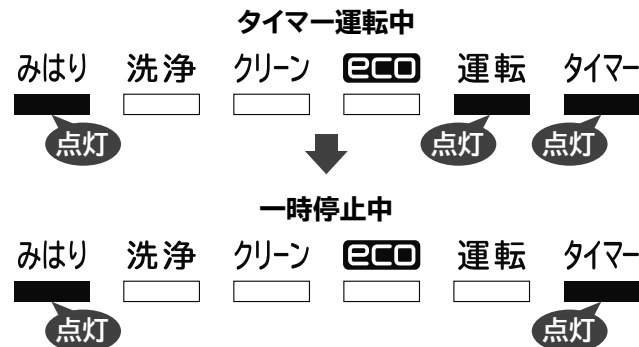 タイマー運転中
みはり 洗浄 クリーン eco 運転 タイマー
点灯 点灯 点灯
一時停止中
みはり 洗浄 クリーン eco 運転 タイマー
点灯 点灯